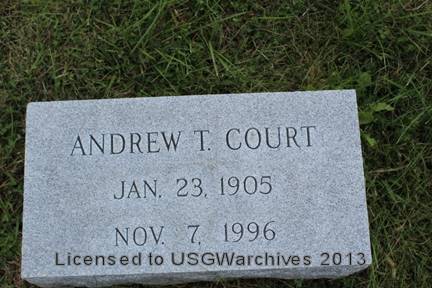 ANDREW T. COURT
JAN. 23, 1905
NOV. 7, 1996
Licensed to USGWarchives 2013